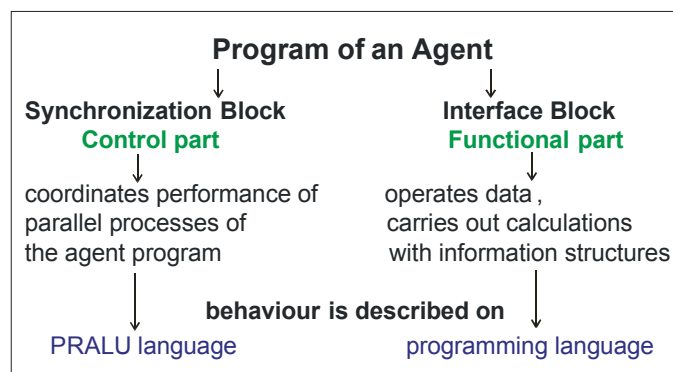 Program of an Agent
Synchronization Block
Control part
coordinates performance of
parallel processes of
the agent program
Interface Block
Functional part
operates data ,
carries out calculations
with information structures
behaviour is described on
PRALU language
programming language